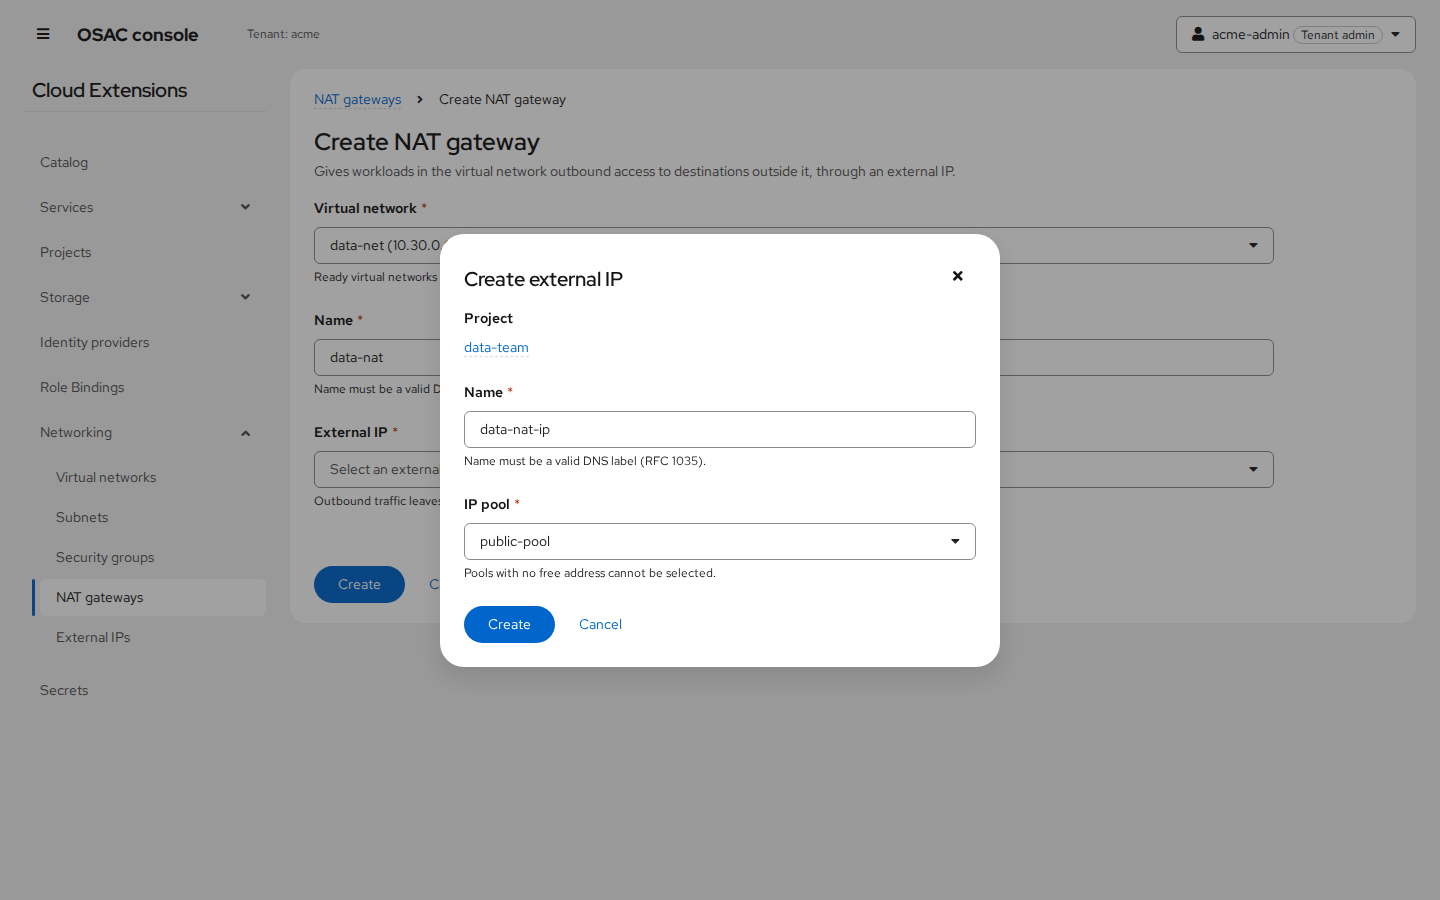 OSAC console
Tenant: acme
acme-admin Tenant admin
Cloud Extensions
Catalog
Services
Projects
Storage
Identity providers
Role Bindings
Networking
Virtual networks
Subnets
Security groups
NAT gateways
External IPs
Secrets
NAT gateways > Create NAT gateway
Create NAT gateway
Gives workloads in the virtual network outbound access to destinations outside it, through an external IP.
Virtual network *
data-net (10.30.0
Ready virtual networks
Name *
data-nat
Name must be a valid
External IP *
Select an externa
Outbound traffic leaves
Create
Create external IP
Project
data-team
Name *
data-nat-ip
Name must be a valid DNS label (RFC 1035).
IP pool *
public-pool
Pools with no free address cannot be selected.
Create
Cancel